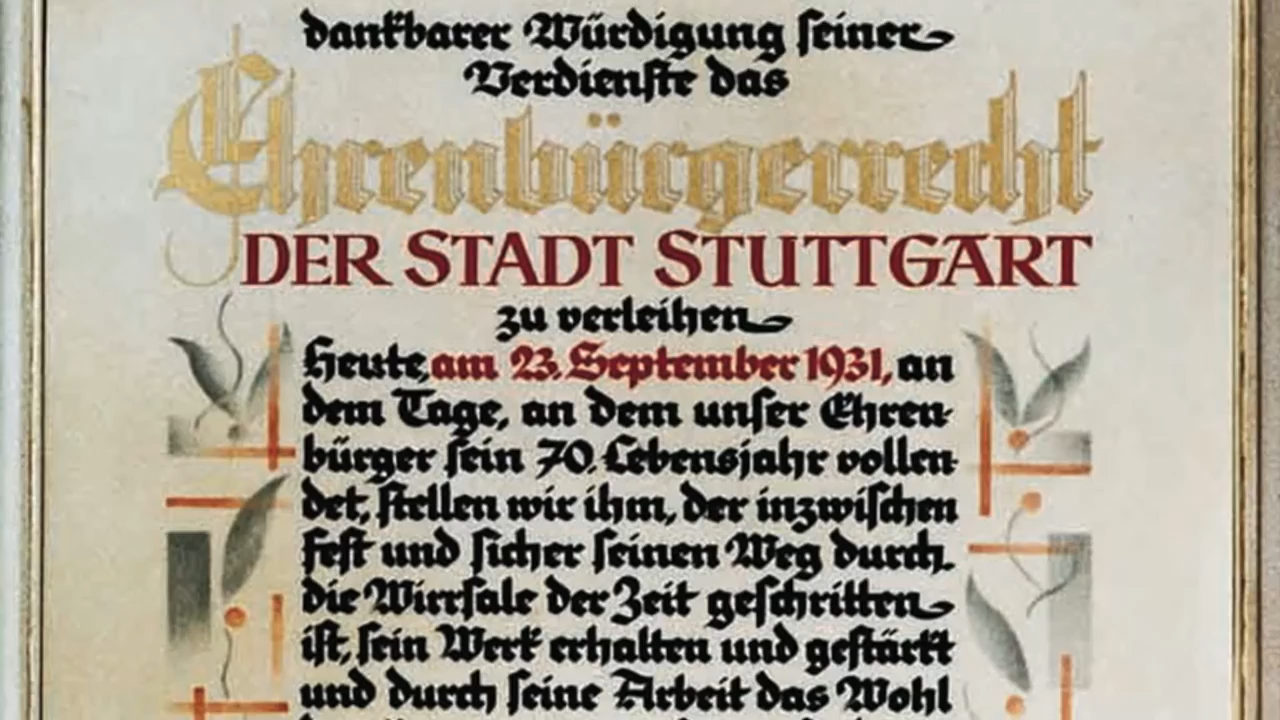 dankbarer Würdigung seiner
Verdienste das
Ehrenbürgerrecht
DER STADT STUTTGART
zu verleihen
Heute, am 23. September 1931, an
dem Tage, an dem unser Ehren-
bürger sein 70. Lebensjahr vollen-
det, stellen wir ihm, der inzwischen
fest und sicher seinen Weg durch
die Wirrsale der Zeit geschritten
ist, sein Werk erhalten und gestärkt
und durch seine Arbeit das Wohl